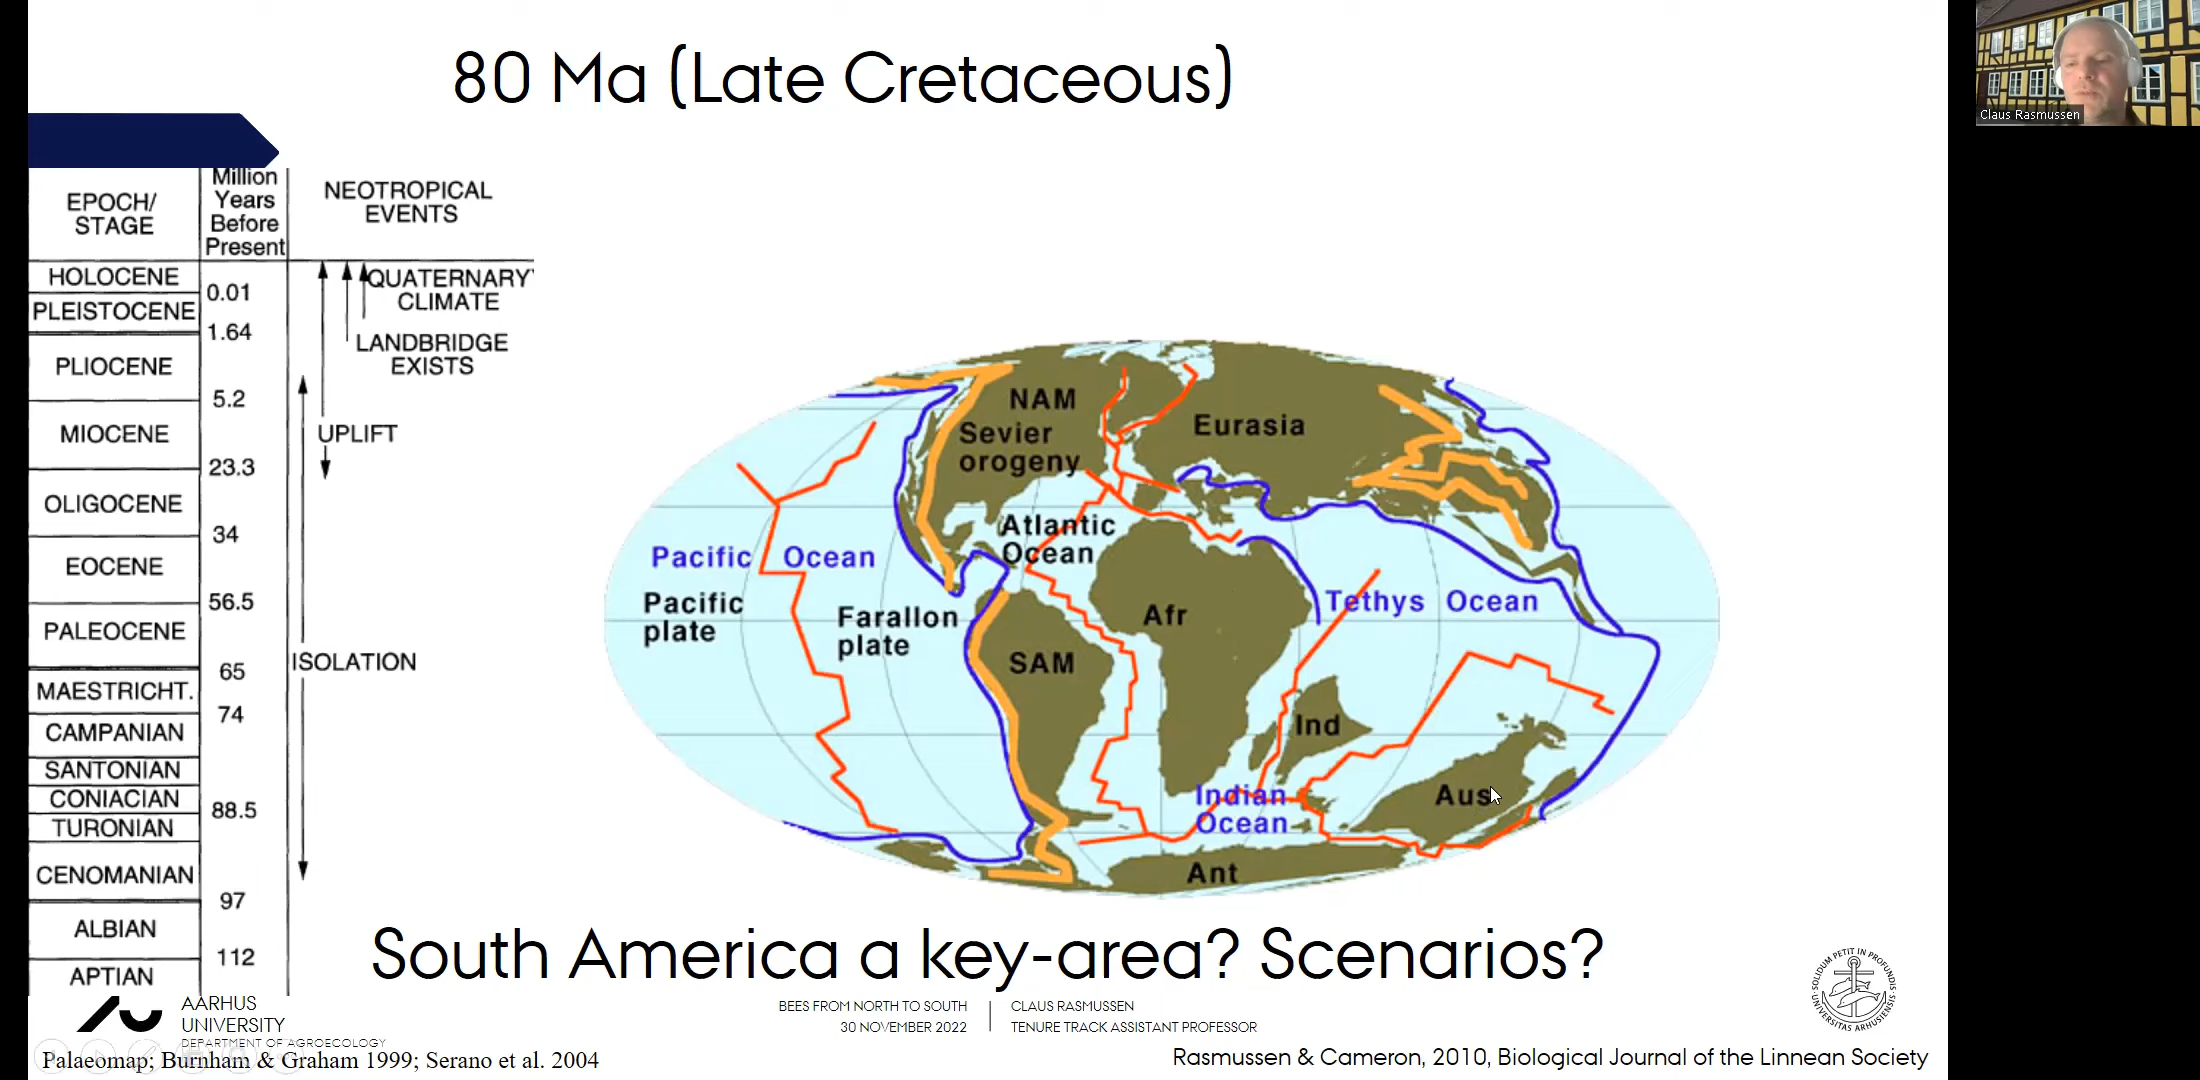 80 Ma (Late Cretaceous)
Claus Rasmussen
EPOCH/
STAGE
Million
Years
Before
Present
NEOTROPICAL
EVENTS
HOLOCENE
0.01
PLEISTOCENE
1.64
PLIOCENE
5.2
MIOCENE
23.3
OLIGOCENE
34
EOCENE
56.5
PALEOCENE
65
MAESTRICHT.
74
CAMPANIAN
SANTONIAN
CONIACIAN
88.5
TURONIAN
CENOMANIAN
97
ALBIAN
112
APTIAN
QUATERNARY
CLIMATE
LANDBRIDGE
EXISTS
UPLIFT
ISOLATION
NAM
Sevier
orogeny
Eurasia
Atlantic
Ocean
Pacific Ocean
Pacific
plate
Farallon
plate
SAM
Afr
Tethys Ocean
Ind
Indian
Ocean
Aus
Ant
South America a key-area? Scenarios?
AARHUS
UNIVERSITY
DEPARTMENT OF AGROECOLOGY
BEES FROM NORTH TO SOUTH
30 NOVEMBER 2022
CLAUS RASMUSSEN
TENURE TRACK ASSISTANT PROFESSOR
SOLIDUM PETIT IN PROFUNDIS
UNIVERSITAS ARHUSIENSIS
Palaeomap; Burnham & Graham 1999; Serano et al. 2004
Rasmussen & Cameron, 2010, Biological Journal of the Linnean Society